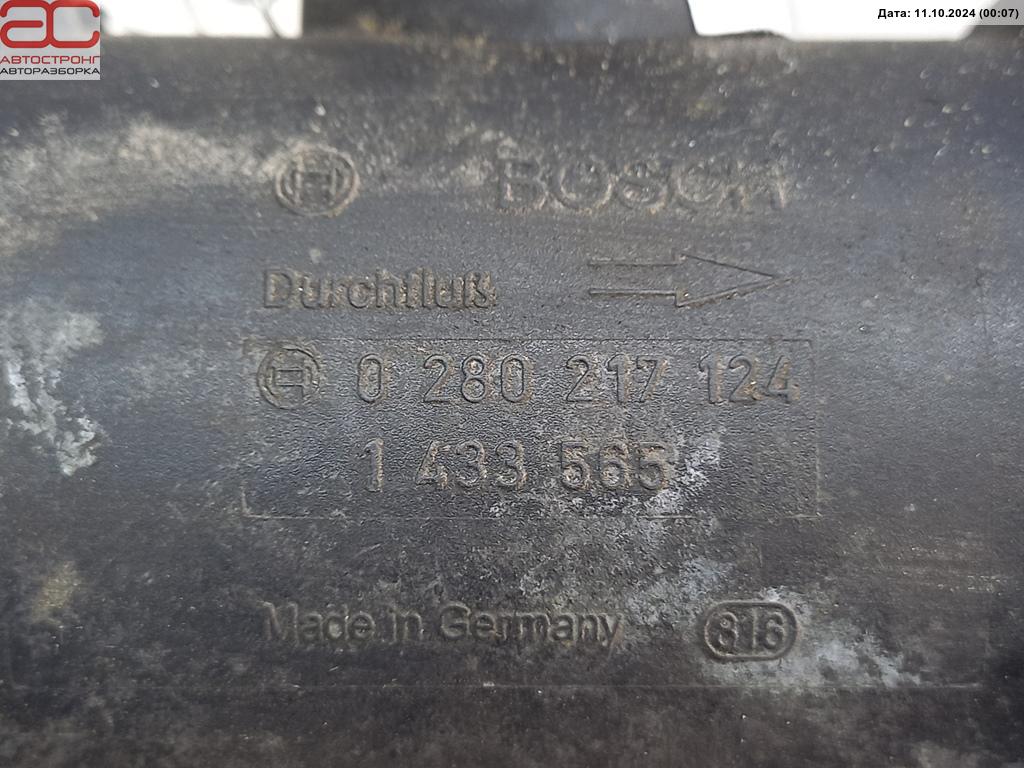 Дата: 11.10.2024 (00:07)
AC
АВТОСТРОНГ
АВТОРАЗБОРКА
BOSCH
Durchfluß
0 280 217 124
1 433 565
Made in Germany
816